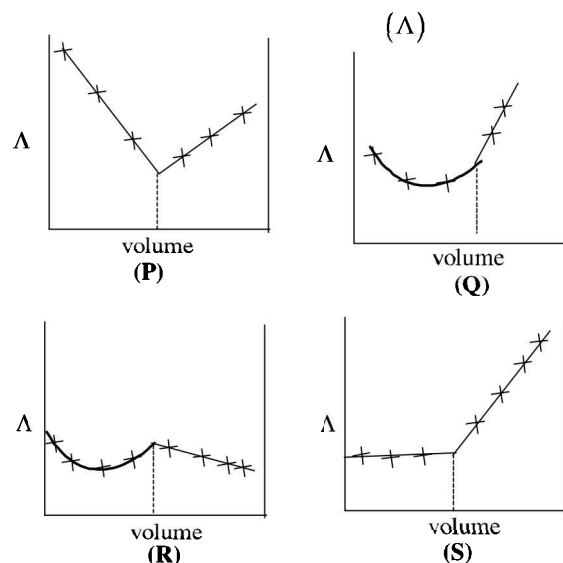 (Λ)
Λ
volume
(P)
Λ
volume
(Q)
Λ
volume
(R)
Λ
volume
(S)